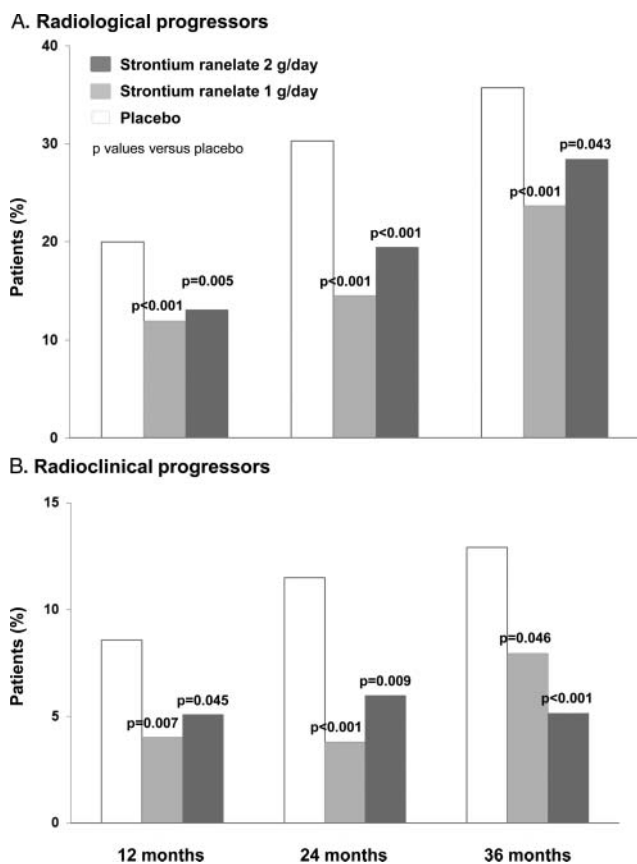 A. Radiological progressors
40
Strontium ranelate 2 g/day
Strontium ranelate 1 g/day
Placebo
p values versus placebo
30
20
10
0
Patients (%)
p<0.001
p=0.005
p<0.001
p<0.001
p<0.001
p=0.043
B. Radioclinical progressors
15
10
5
0
Patients (%)
p=0.007
p=0.045
p<0.001
p=0.009
p=0.046
p<0.001
12 months
24 months
36 months